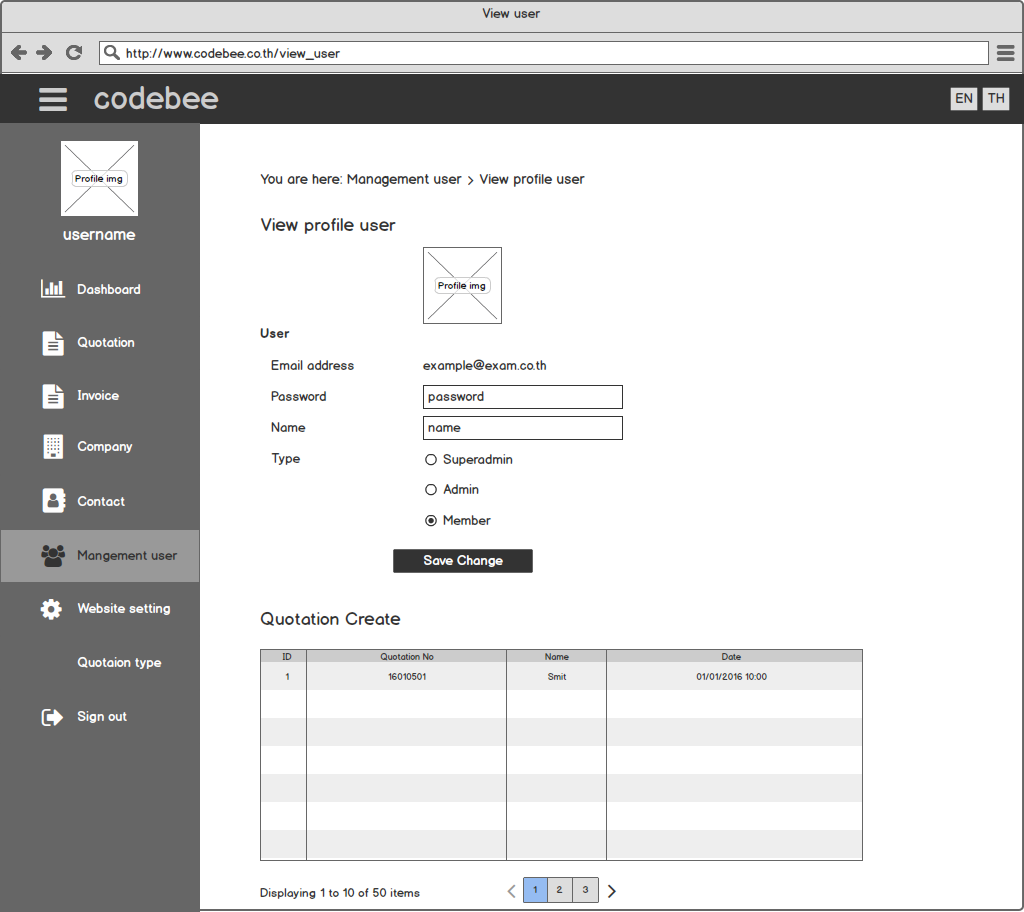 View user
http://www.codebee.co.th/view_user
codebee
EN TH
Profile img
username
Dashboard
Quotation
Invoice
Company
Contact
Mangement user
Website setting
Quotaion type
Sign out
You are here: Management user > View profile user
View profile user
Profile img
User
Email address example@exam.co.th
Password password
Name name
Type Superadmin
Admin
Member
Save Change
Quotation Create
ID Quotation No Name Date
1 16010501 Smit 01/01/2016 10:00
Displaying 1 to 10 of 50 items < 1 2 3 >